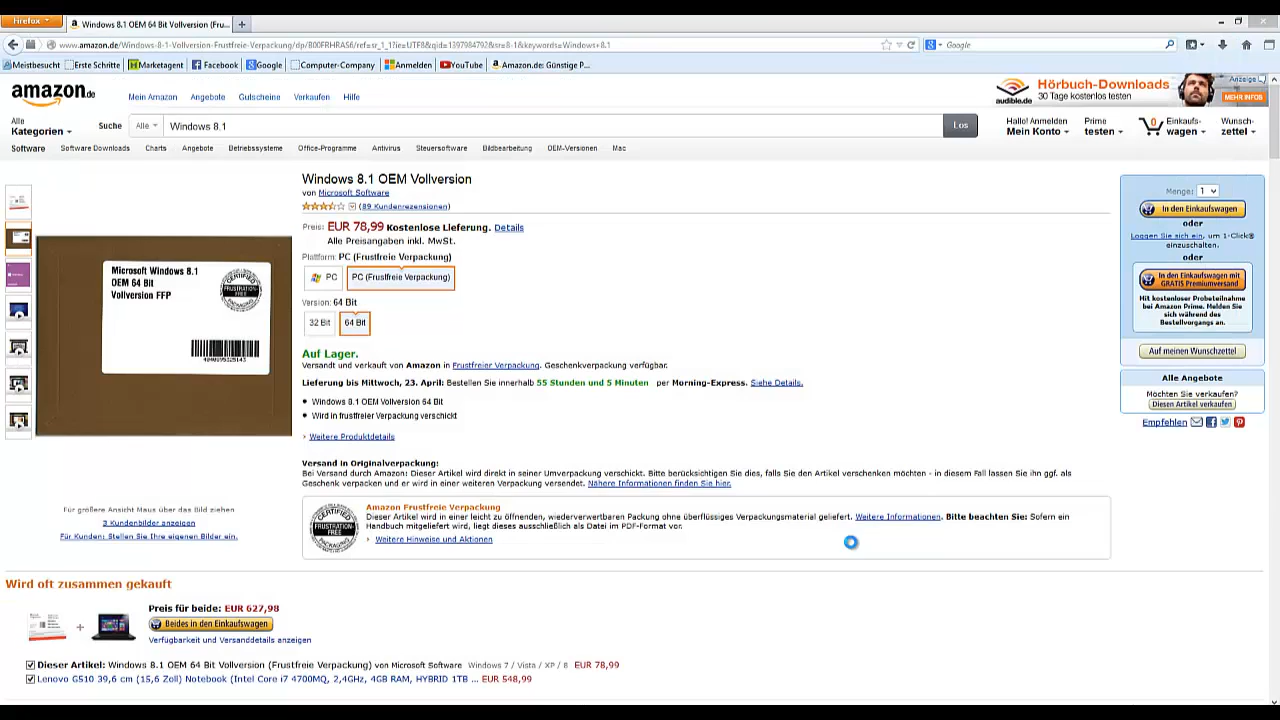 Firefox
Windows 8.1 OEM 64 Bit Vollversion (Fru...
www.amazon.de/Windows-8-1-Vollversion-Frustfreie-Verpackung/dp/B00FRHRAS6/ref=sr_1_1?ie=UTF8&qid=1397984792&sr=8-1&keywords=Windows+8.1
Google
Meistbesucht Erste Schritte Marketagent Facebook Google Computer-Company Anmelden YouTube Amazon.de: Günstige P...
amazon.de
Mein Amazon Angebote Gutscheine Verkaufen Hilfe
audible.de
Hörbuch-Downloads
30 Tage kostenlos testen
Anzeige
MEHR INFOS
Alle
Kategorien
Suche
Alle
Windows 8.1
Los
Hallo! Anmelden
Mein Konto
Prime
testen
0
Einkaufs-
wagen
Wunsch-
zettel
Software Software Downloads Charts Angebote Betriebssysteme Office-Programme Antivirus Steuersoftware Bildbearbeitung OEM-Versionen Mac
Windows 8.1 OEM Vollversion
von Microsoft Software
(89 Kundenrezensionen)
Preis: EUR 78,99 Kostenlose Lieferung. Details
Alle Preisangaben inkl. MwSt.
Plattform: PC (Frustfreie Verpackung)
PC
PC (Frustfreie Verpackung)
Version: 64 Bit
32 Bit
64 Bit
Auf Lager.
Versandt und verkauft von Amazon in Frustfreier Verpackung. Geschenkverpackung verfügbar.
Lieferung bis Mittwoch, 23. April: Bestellen Sie innerhalb 55 Stunden und 5 Minuten per Morning-Express. Siehe Details.
Windows 8.1 OEM Vollversion 64 Bit
Wird in frustfreier Verpackung verschickt
Weitere Produktdetails
Versand in Originalverpackung:
Bei Versand durch Amazon: Dieser Artikel wird direkt in seiner Umverpackung verschickt. Bitte berücksichtigen Sie dies, falls Sie den Artikel verschenken möchten - in diesem Fall lassen Sie ihn ggf. als
Geschenk verpacken und er wird in einer weiteren Verpackung versendet. Nähere Informationen finden Sie hier.
CERTIFIED
FRUSTRATION-
FREE
PACKAGING
Amazon Frustfreie Verpackung
Dieser Artikel wird in einer leicht zu öffnenden, wiederverwertbaren Packung ohne überflüssiges Verpackungsmaterial geliefert. Weitere Informationen. Bitte beachten Sie: Sofern ein
Handbuch mitgeliefert wird, liegt dieses ausschließlich als Datei im PDF-Format vor.
Weitere Hinweise und Aktionen
Microsoft Windows 8.1
OEM 64 Bit
Vollversion FFP
CERTIFIED
FRUSTRATION-
FREE
Für größere Ansicht Maus über das Bild ziehen
3 Kundenbilder anzeigen
Für Kunden: Stellen Sie Ihre eigenen Bilder ein.
Menge: 1
In den Einkaufswagen
oder
Loggen Sie sich ein, um 1-Click®
einzuschalten.
oder
In den Einkaufswagen mit
GRATIS Premiumversand
Mit kostenloser Probeteilnahme
bei Amazon Prime. Melden Sie
sich während des
Bestellvorgangs an.
Auf meinen Wunschzettel
Alle Angebote
Möchten Sie verkaufen?
Diesen Artikel verkaufen
Empfehlen
Wird oft zusammen gekauft
+
Preis für beide: EUR 627,98
Beides in den Einkaufswagen
Verfügbarkeit und Versanddetails anzeigen
Dieser Artikel: Windows 8.1 OEM 64 Bit Vollversion (Frustfreie Verpackung) von Microsoft Software Windows 7 / Vista / XP / 8 EUR 78,99
Lenovo G510 39,6 cm (15,6 Zoll) Notebook (Intel Core i7 4700MQ, 2,4GHz, 4GB RAM, HYBRID 1TB ... EUR 548,99